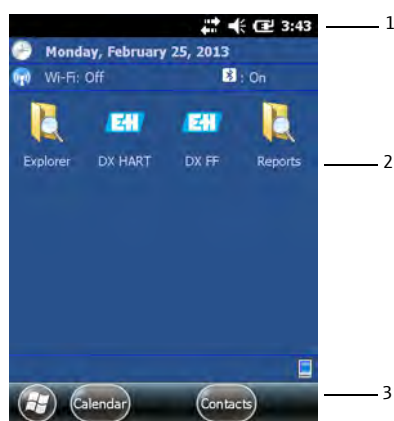 3:43
1
Monday, February 25, 2013
Wi-Fi: Off : On
E+H E+H
Explorer DX HART DX FF Reports
2
Calendar Contacts
3